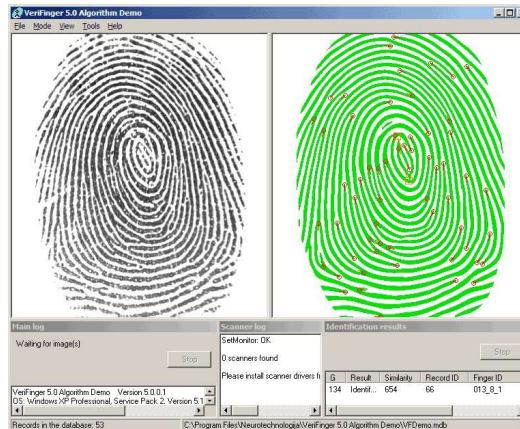 VeriFinger 5.0 Algorithm Demo
File Mode View Tools Help
Main log
Waiting for image(s)
Stop
VeriFinger 5.0 Algorithm Demo Version 5.0.0.1
OS: Windows XP Professional, Service Pack 2. Version 5.1
Scanner log
SetMonitor: OK
0 scanners found
Please install scanner drivers
Identification results
Stop
G Result Similarity Record ID Finger ID
134 Identif... 654 66 013_8_1
Records in the database: 53
C:\Program Files\Neurotechnologija\VeriFinger 5.0 Algorithm Demo\VFDemo.mdb